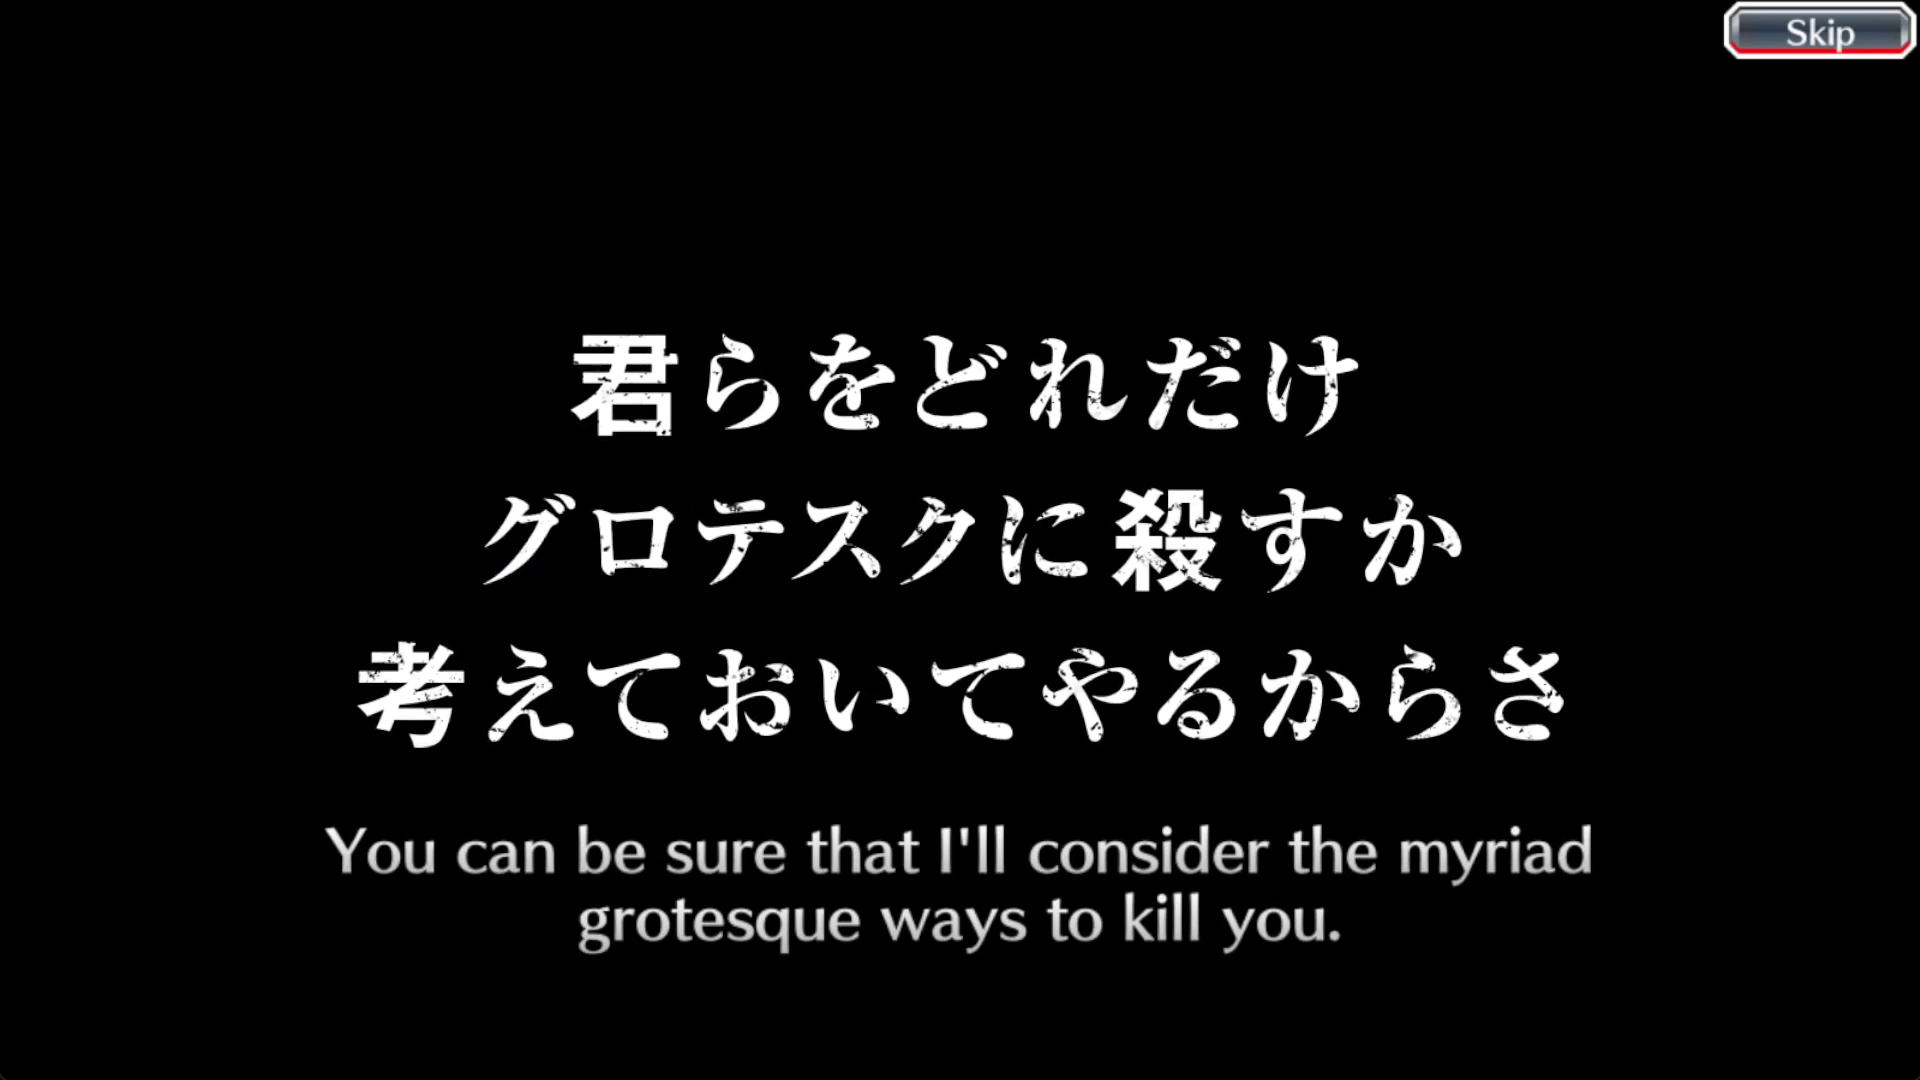 Skip
君らをどれだけ
グロテスクに殺すか
考えておいてやるからさ
You can be sure that I'll consider the myriad
grotesque ways to kill you.